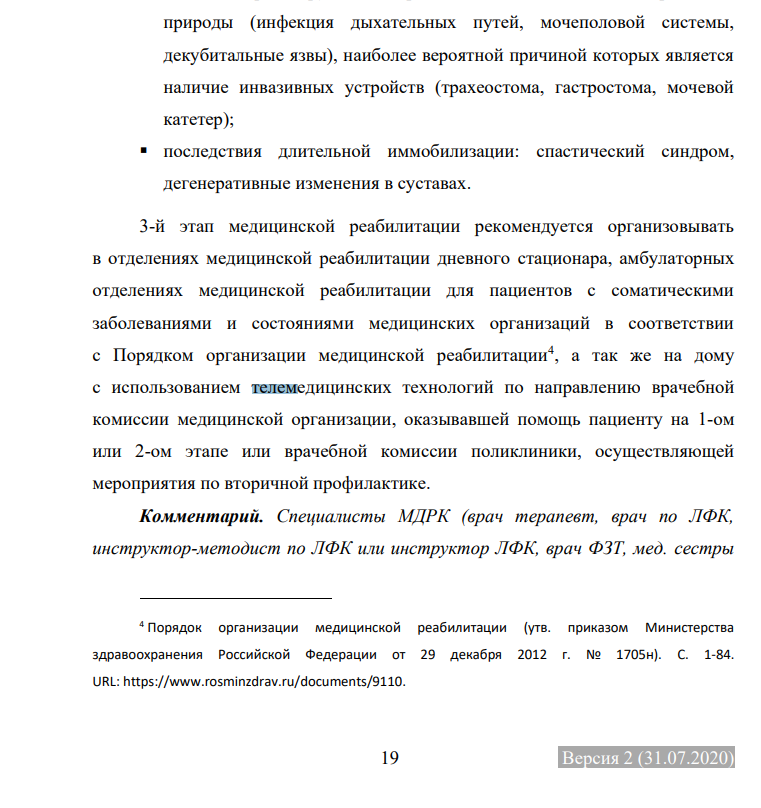 природы (инфекция дыхательных путей, мочеполовой системы,
декубитальные язвы), наиболее вероятной причиной которых является
наличие инвазивных устройств (трахеостома, гастростома, мочевой
катетер);
▪ последствия длительной иммобилизации: спастический синдром,
дегенеративные изменения в суставах.
3-й этап медицинской реабилитации рекомендуется организовывать
в отделениях медицинской реабилитации дневного стационара, амбулаторных
отделениях медицинской реабилитации для пациентов с соматическими
заболеваниями и состояниями медицинских организаций в соответствии
с Порядком организации медицинской реабилитации⁴, а так же на дому
с использованием телемедицинских технологий по направлению врачебной
комиссии медицинской организации, оказывавшей помощь пациенту на 1-ом
или 2-ом этапе или врачебной комиссии поликлиники, осуществляющей
мероприятия по вторичной профилактике.
Комментарий. Специалисты МДРК (врач терапевт, врач по ЛФК,
инструктор-методист по ЛФК или инструктор ЛФК, врач ФЗТ, мед. сестры
⁴ Порядок организации медицинской реабилитации (утв. приказом Министерства
здравоохранения Российской Федерации от 29 декабря 2012 г. № 1705н). С. 1-84.
URL: https://www.rosminzdrav.ru/documents/9110.
19 Версия 2 (31.07.2020)